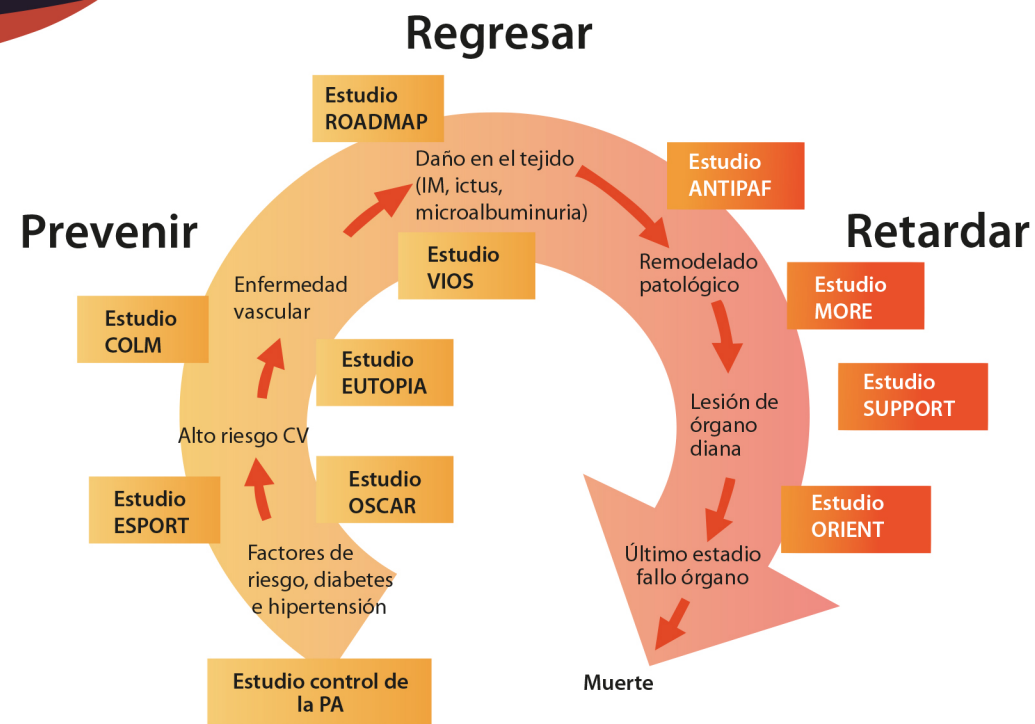 Regresar
Estudio
ROADMAP
Daño en el tejido
(IM, ictus,
microalbuminuria)
Estudio
ANTIPAF
Prevenir
Retardar
Estudio
VIOS
Remodelado
patológico
Enfermedad
vascular
Estudio
MORE
Estudio
COLM
Estudio
EUTOPIA
Estudio
SUPPORT
Lesión de
órgano
diana
Alto riesgo CV
Estudio
ESPORT
Estudio
OSCAR
Estudio
ORIENT
Factores de
riesgo, diabetes
e hipertensión
Último estadio
fallo órgano
Estudio control de
la PA
Muerte